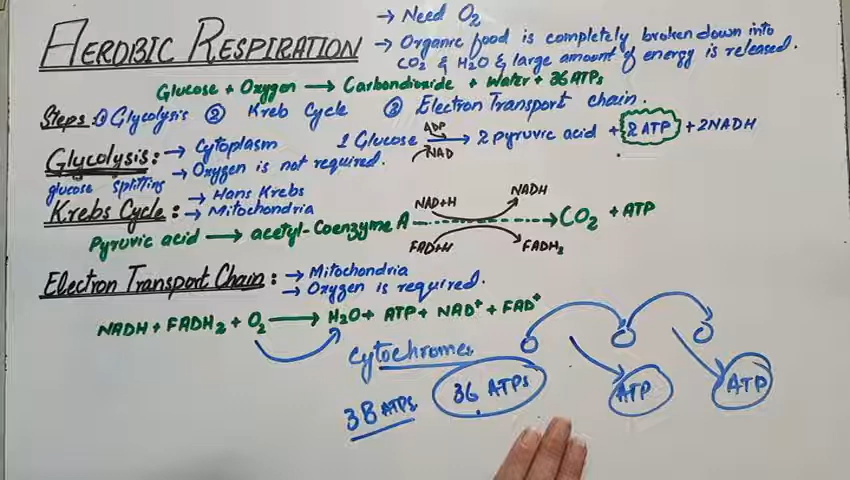 AEROBIC RESPIRATION
→ Need O₂
→ Organic food is completely broken down into
CO₂ & H₂O & large amount of energy is released.
Glucose + Oxygen → Carbondioxide + Water + 36 ATPs
Steps: ① Glycolysis ② Kreb Cycle ③ Electron Transport chain.
Glycolysis: → Cytoplasm
→ Oxygen is not required.
glucose splitting
1 Glucose → 2 pyruvic acid + 2 ATP + 2NADH
ADP
NAD
Krebs Cycle: → Hans Krebs
→ Mitochondria
Pyruvic acid → acetyl-Coenzyme A → CO₂ + ATP
NAD+H NADH
FAD+H FADH₂
Electron Transport Chain: → Mitochondria
→ Oxygen is required.
NADH + FADH₂ + O₂ → H₂O + ATP + NAD⁺ + FAD⁺
Cytochromes
38 ATPs 36 ATPs ATP ATP